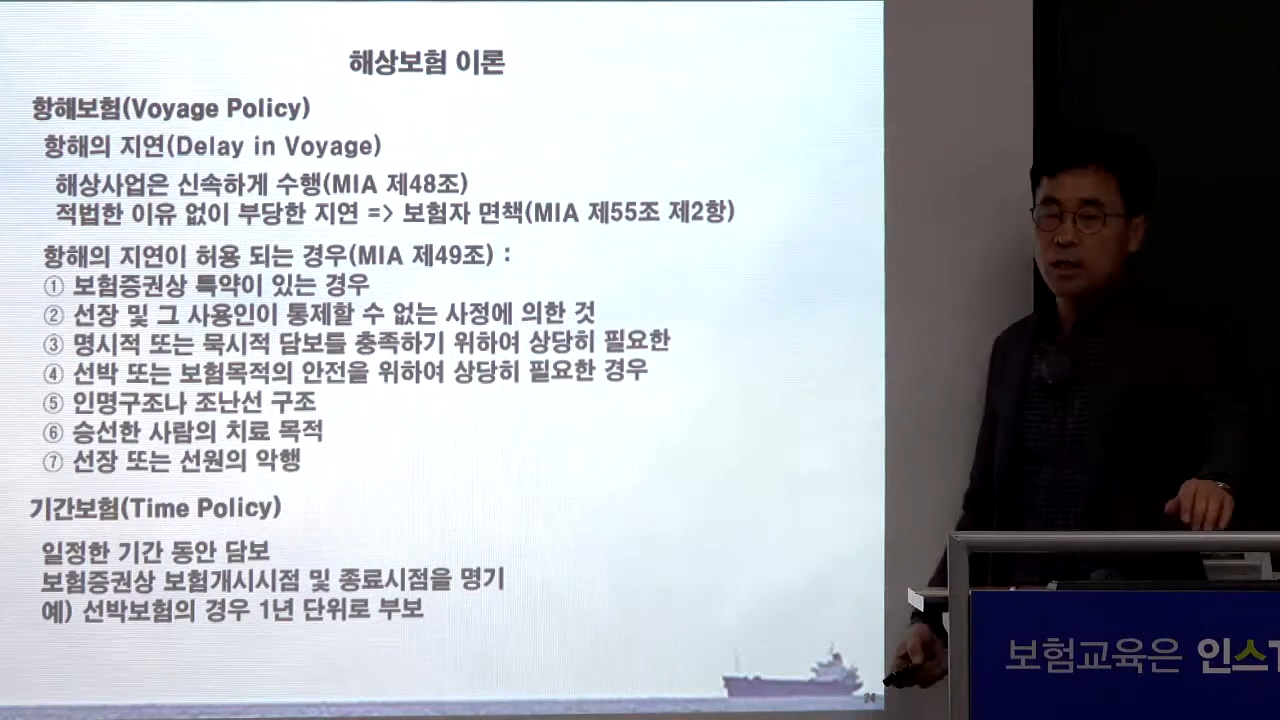 해상보험 이론
항해보험(Voyage Policy)
항해의 지연(Delay in Voyage)
해상사업은 신속하게 수행(MIA 제48조)
적법한 이유 없이 부당한 지연 => 보험자 면책(MIA 제55조 제2항)
항해의 지연이 허용 되는 경우(MIA 제49조) :
① 보험증권상 특약이 있는 경우
② 선장 및 그 사용인이 통제할 수 없는 사정에 의한 것
③ 명시적 또는 묵시적 담보를 충족하기 위하여 상당히 필요한
④ 선박 또는 보험목적의 안전을 위하여 상당히 필요한 경우
⑤ 인명구조나 조난선 구조
⑥ 승선한 사람의 치료 목적
⑦ 선장 또는 선원의 악행
기간보험(Time Policy)
일정한 기간 동안 담보
보험증권상 보험개시시점 및 종료시점을 명기
예) 선박보험의 경우 1년 단위로 부보
24
보험교육은 인스T